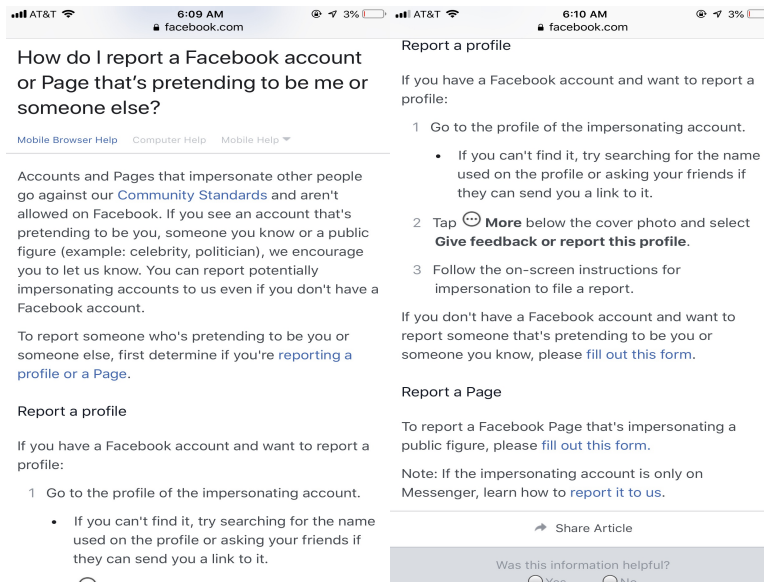 AT&T
6:09 AM
3%
facebook.com
How do I report a Facebook account
or Page that's pretending to be me or
someone else?
Mobile Browser Help Computer Help Mobile Help
Accounts and Pages that impersonate other people
go against our Community Standards and aren't
allowed on Facebook. If you see an account that's
pretending to be you, someone you know or a public
figure (example: celebrity, politician), we encourage
you to let us know. You can report potentially
impersonating accounts to us even if you don't have a
Facebook account.
To report someone who's pretending to be you or
someone else, first determine if you're reporting a
profile or a Page.
Report a profile
If you have a Facebook account and want to report a
profile:
1 Go to the profile of the impersonating account.
• If you can't find it, try searching for the name
used on the profile or asking your friends if
they can send you a link to it.
AT&T
6:10 AM
3%
facebook.com
Report a profile
If you have a Facebook account and want to report a
profile:
1 Go to the profile of the impersonating account.
• If you can't find it, try searching for the name
used on the profile or asking your friends if
they can send you a link to it.
2 Tap More below the cover photo and select
Give feedback or report this profile.
3 Follow the on-screen instructions for
impersonation to file a report.
If you don't have a Facebook account and want to
report someone that's pretending to be you or
someone you know, please fill out this form.
Report a Page
To report a Facebook Page that's impersonating a
public figure, please fill out this form.
Note: If the impersonating account is only on
Messenger, learn how to report it to us.
Share Article
Was this information helpful?
Yes No